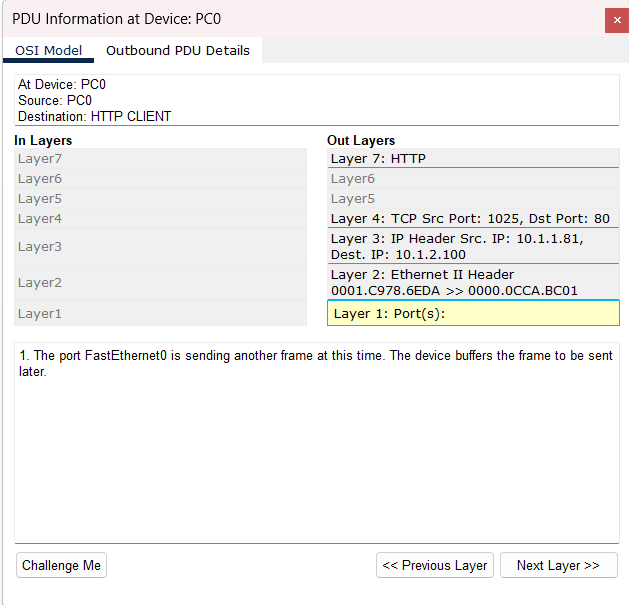 PDU Information at Device: PC0
×
OSI Model
Outbound PDU Details
At Device: PC0
Source: PC0
Destination: HTTP CLIENT
In Layers
Layer7
Layer6
Layer5
Layer4
Layer3
Layer2
Layer1
Out Layers
Layer 7: HTTP
Layer6
Layer5
Layer 4: TCP Src Port: 1025, Dst Port: 80
Layer 3: IP Header Src. IP: 10.1.1.81,
Dest. IP: 10.1.2.100
Layer 2: Ethernet II Header
0001.C978.6EDA >> 0000.0CCA.BC01
Layer 1: Port(s):
1. The port FastEthernet0 is sending another frame at this time. The device buffers the frame to be sent
later.
Challenge Me
<< Previous Layer
Next Layer >>